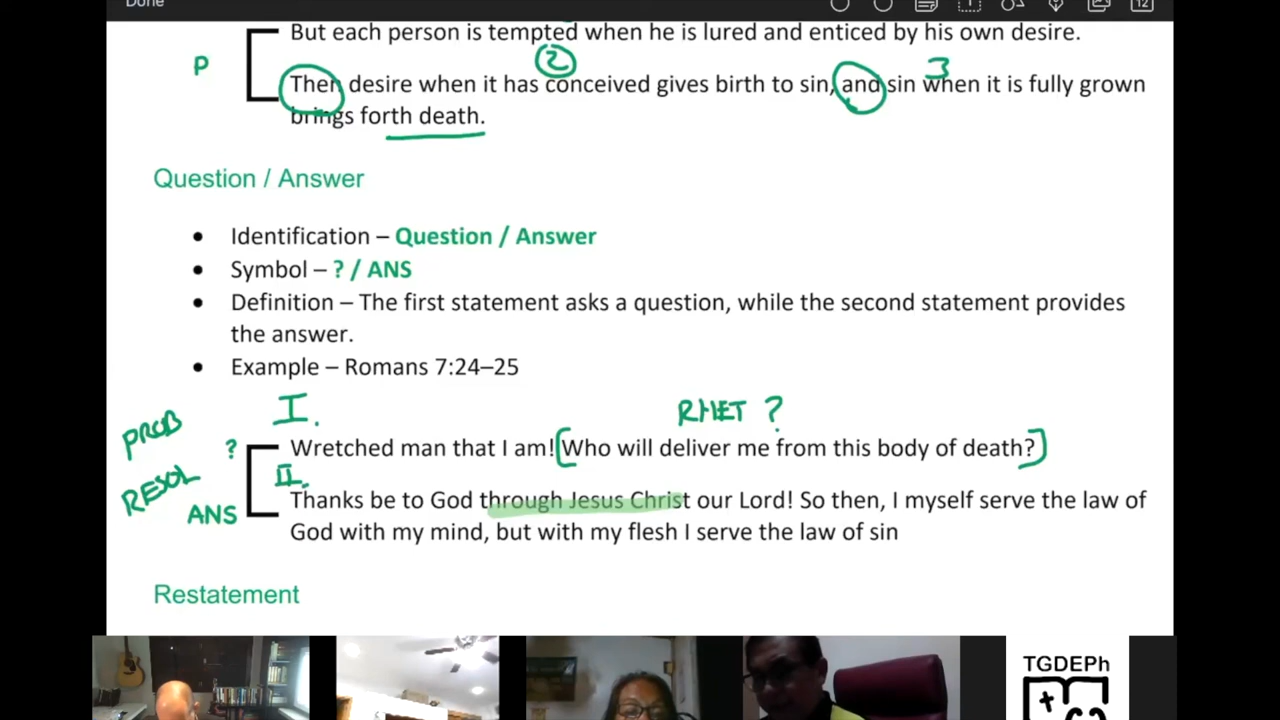 Done
12
But each person is tempted when he is lured and enticed by his own desire.
P
2
3
Then desire when it has conceived gives birth to sin, and sin when it is fully grown
brings forth death.
Question / Answer
• Identification – Question / Answer
• Symbol – ? / ANS
• Definition – The first statement asks a question, while the second statement provides
the answer.
• Example – Romans 7:24–25
I.
RHET ?
PROB
? Wretched man that I am! [Who will deliver me from this body of death?]
II.
RESOL
ANS
Thanks be to God through Jesus Christ our Lord! So then, I myself serve the law of
God with my mind, but with my flesh I serve the law of sin
Restatement
TGDEPh